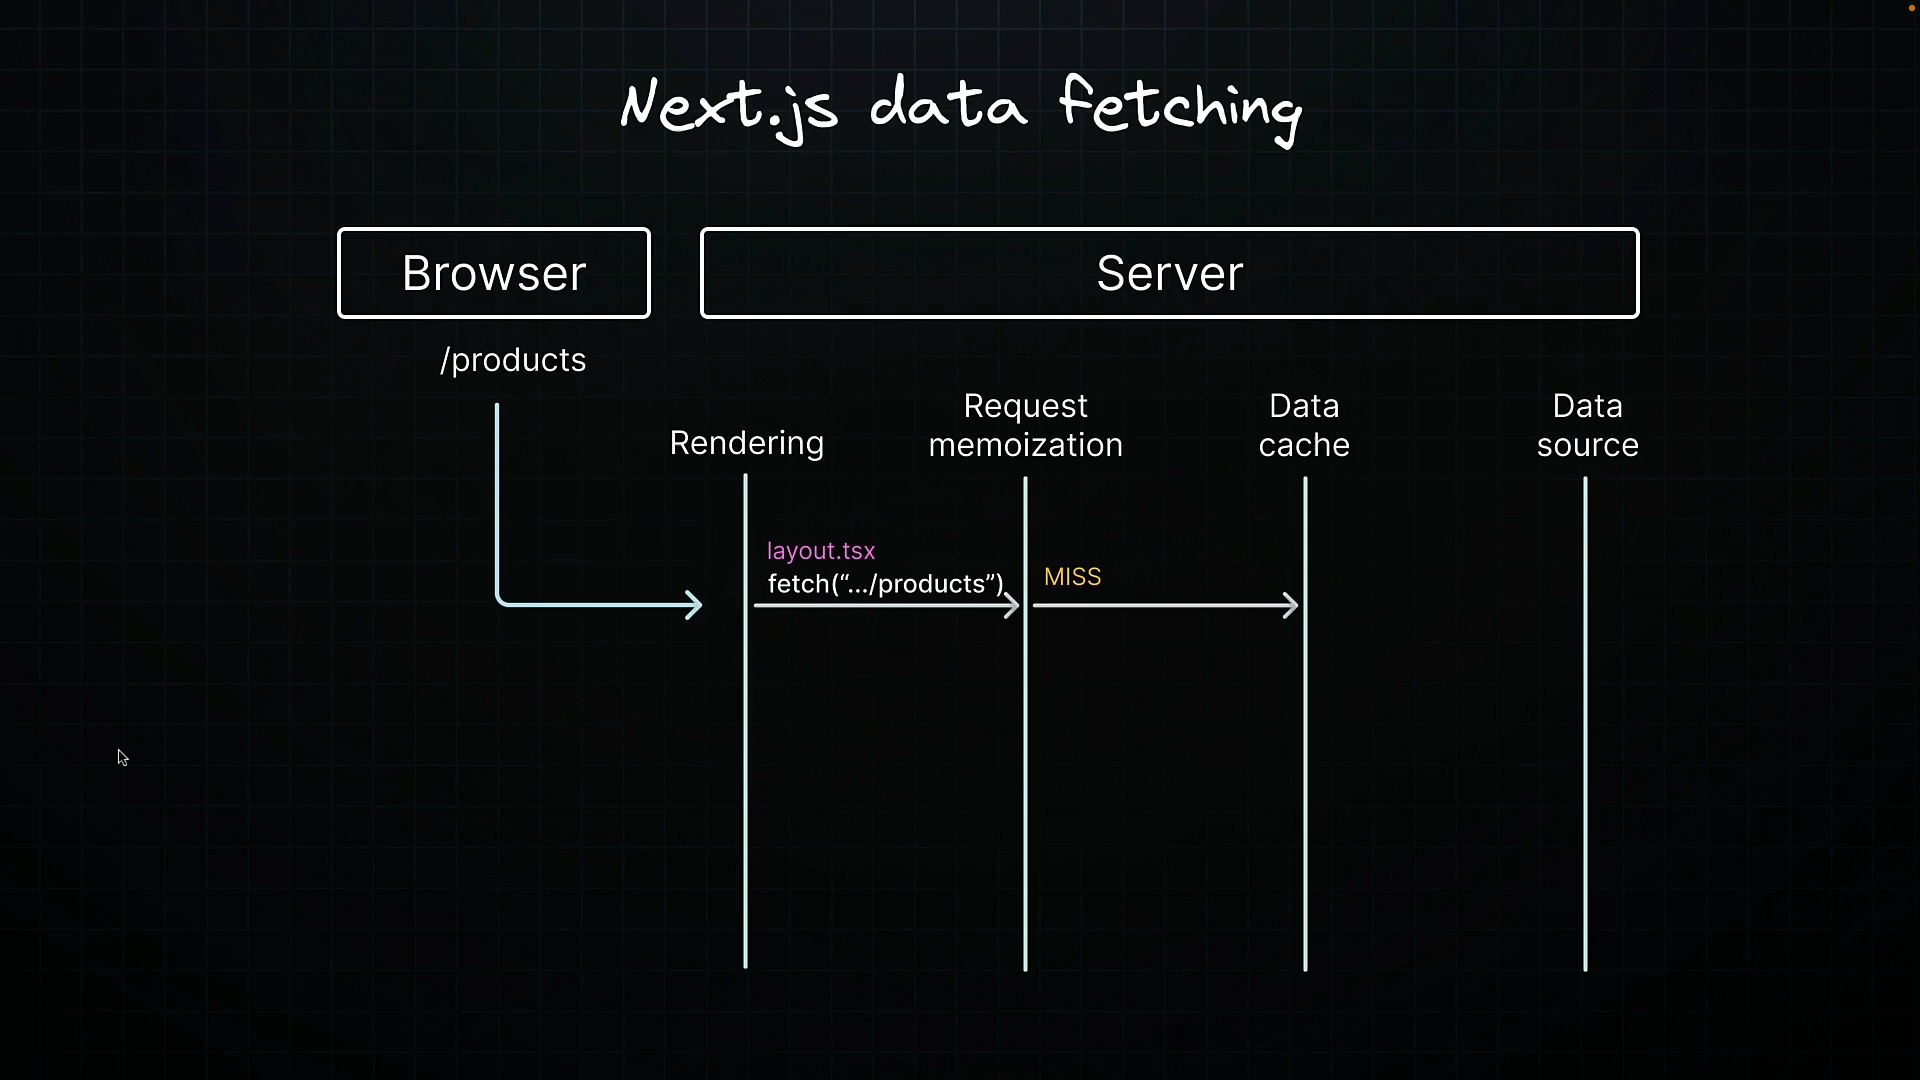 Next.js data fetching
Browser
Server
/products
Rendering
Request
memoization
Data
cache
Data
source
layout.tsx
fetch(“.../products”)
MISS